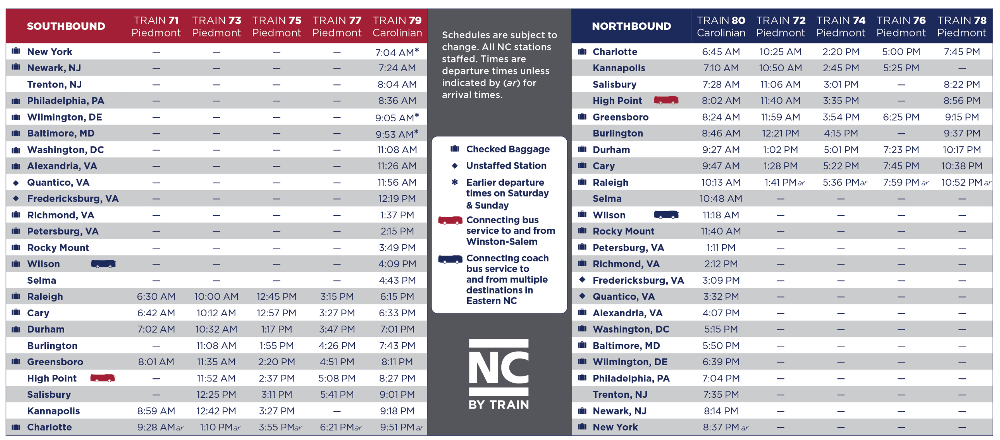 SOUTHBOUND TRAIN 71 Piedmont TRAIN 73 Piedmont TRAIN 75 Piedmont TRAIN 77 Piedmont TRAIN 79 Carolinian
New York — — — — 7:04 AM*
Newark, NJ — — — — 7:24 AM
Trenton, NJ — — — — 8:04 AM
Philadelphia, PA — — — — 8:36 AM
Wilmington, DE — — — — 9:05 AM*
Baltimore, MD — — — — 9:53 AM*
Washington, DC — — — — 11:08 AM
Alexandria, VA — — — — 11:26 AM
Quantico, VA — — — — 11:56 AM
Fredericksburg, VA — — — — 12:19 PM
Richmond, VA — — — — 1:37 PM
Petersburg, VA — — — — 2:15 PM
Rocky Mount — — — — 3:49 PM
Wilson — — — — 4:09 PM
Selma — — — — 4:43 PM
Raleigh 6:30 AM 10:00 AM 12:45 PM 3:15 PM 6:15 PM
Cary 6:42 AM 10:12 AM 12:57 PM 3:27 PM 6:33 PM
Durham 7:02 AM 10:32 AM 1:17 PM 3:47 PM 7:01 PM
Burlington — 11:08 AM 1:55 PM 4:26 PM 7:43 PM
Greensboro 8:01 AM 11:35 AM 2:20 PM 4:51 PM 8:11 PM
High Point — 11:52 AM 2:37 PM 5:08 PM 8:27 PM
Salisbury — 12:25 PM 3:11 PM 5:41 PM 9:01 PM
Kannapolis 8:59 AM 12:42 PM 3:27 PM — 9:18 PM
Charlotte 9:28 AM ar 1:10 PM ar 3:55 PM ar 6:21 PM ar 9:51 PM ar
Schedules are subject to
change. All NC stations
staffed. Times are
departure times unless
indicated by (ar) for
arrival times.
Checked Baggage
◆ Unstaffed Station
* Earlier departure
times on Saturday
& Sunday
Connecting bus
service to and from
Winston-Salem
Connecting coach
bus service to
and from multiple
destinations in
Eastern NC
NC
BY TRAIN
NORTHBOUND TRAIN 80 Carolinian TRAIN 72 Piedmont TRAIN 74 Piedmont TRAIN 76 Piedmont TRAIN 78 Piedmont
Charlotte 6:45 AM 10:25 AM 2:20 PM 5:00 PM 7:45 PM
Kannapolis 7:10 AM 10:50 AM 2:45 PM 5:25 PM —
Salisbury 7:28 AM 11:06 AM 3:01 PM — 8:22 PM
High Point 8:02 AM 11:40 AM 3:35 PM — 8:56 PM
Greensboro 8:24 AM 11:59 AM 3:54 PM 6:25 PM 9:15 PM
Burlington 8:46 AM 12:21 PM 4:15 PM — 9:37 PM
Durham 9:27 AM 1:02 PM 5:01 PM 7:23 PM 10:17 PM
Cary 9:47 AM 1:28 PM 5:22 PM 7:45 PM 10:38 PM
Raleigh 10:13 AM 1:41 PM ar 5:36 PM ar 7:59 PM ar 10:52 PM ar
Selma 10:48 AM — — — —
Wilson 11:18 AM — — — —
Rocky Mount 11:40 AM — — — —
Petersburg, VA 1:11 PM — — — —
Richmond, VA 2:12 PM — — — —
Fredericksburg, VA 3:09 PM — — — —
Quantico, VA 3:32 PM — — — —
Alexandria, VA 4:07 PM — — — —
Washington, DC 5:15 PM — — — —
Baltimore, MD 5:50 PM — — — —
Wilmington, DE 6:39 PM — — — —
Philadelphia, PA 7:04 PM — — — —
Trenton, NJ 7:35 PM — — — —
Newark, NJ 8:14 PM — — — —
New York 8:37 PM ar — — — —